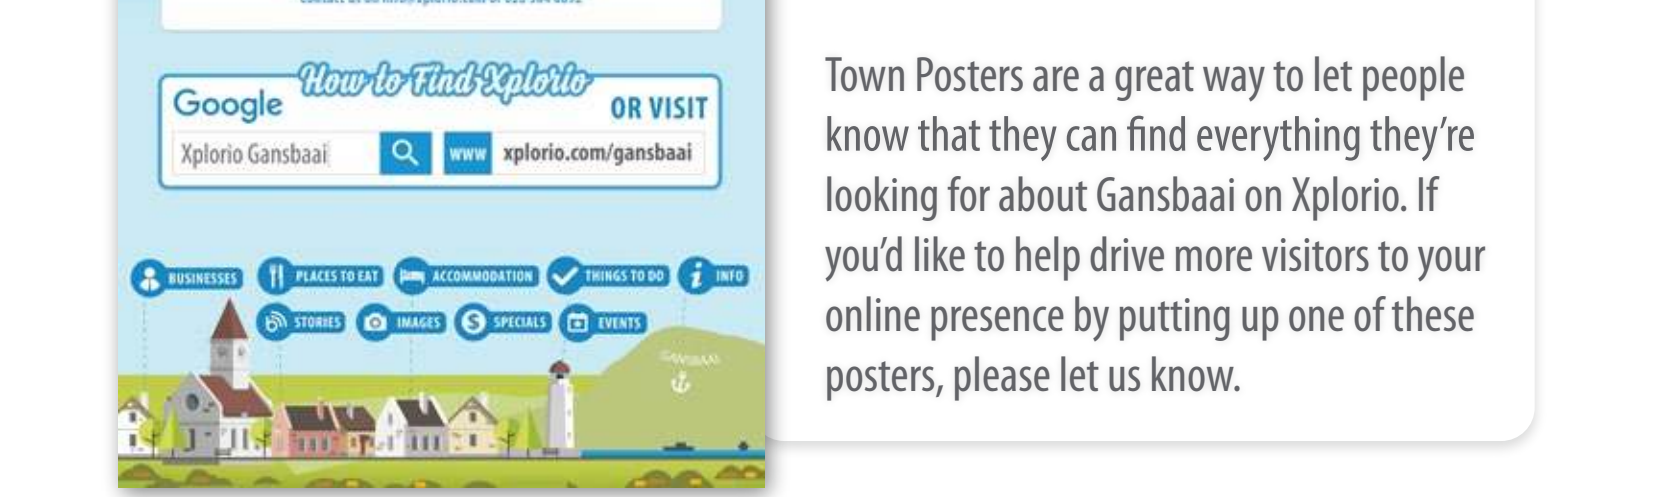 How to Find Xplorio
Google
OR VISIT
Xplorio Gansbaai
www
xplorio.com/gansbaai
BUSINESSES
PLACES TO EAT
ACCOMMODATION
THINGS TO DO
INFO
STORIES
IMAGES
SPECIALS
EVENTS
GANSBAAI
Town Posters are a great way to let people
know that they can find everything they’re
looking for about Gansbaai on Xplorio. If
you’d like to help drive more visitors to your
online presence by putting up one of these
posters, please let us know.